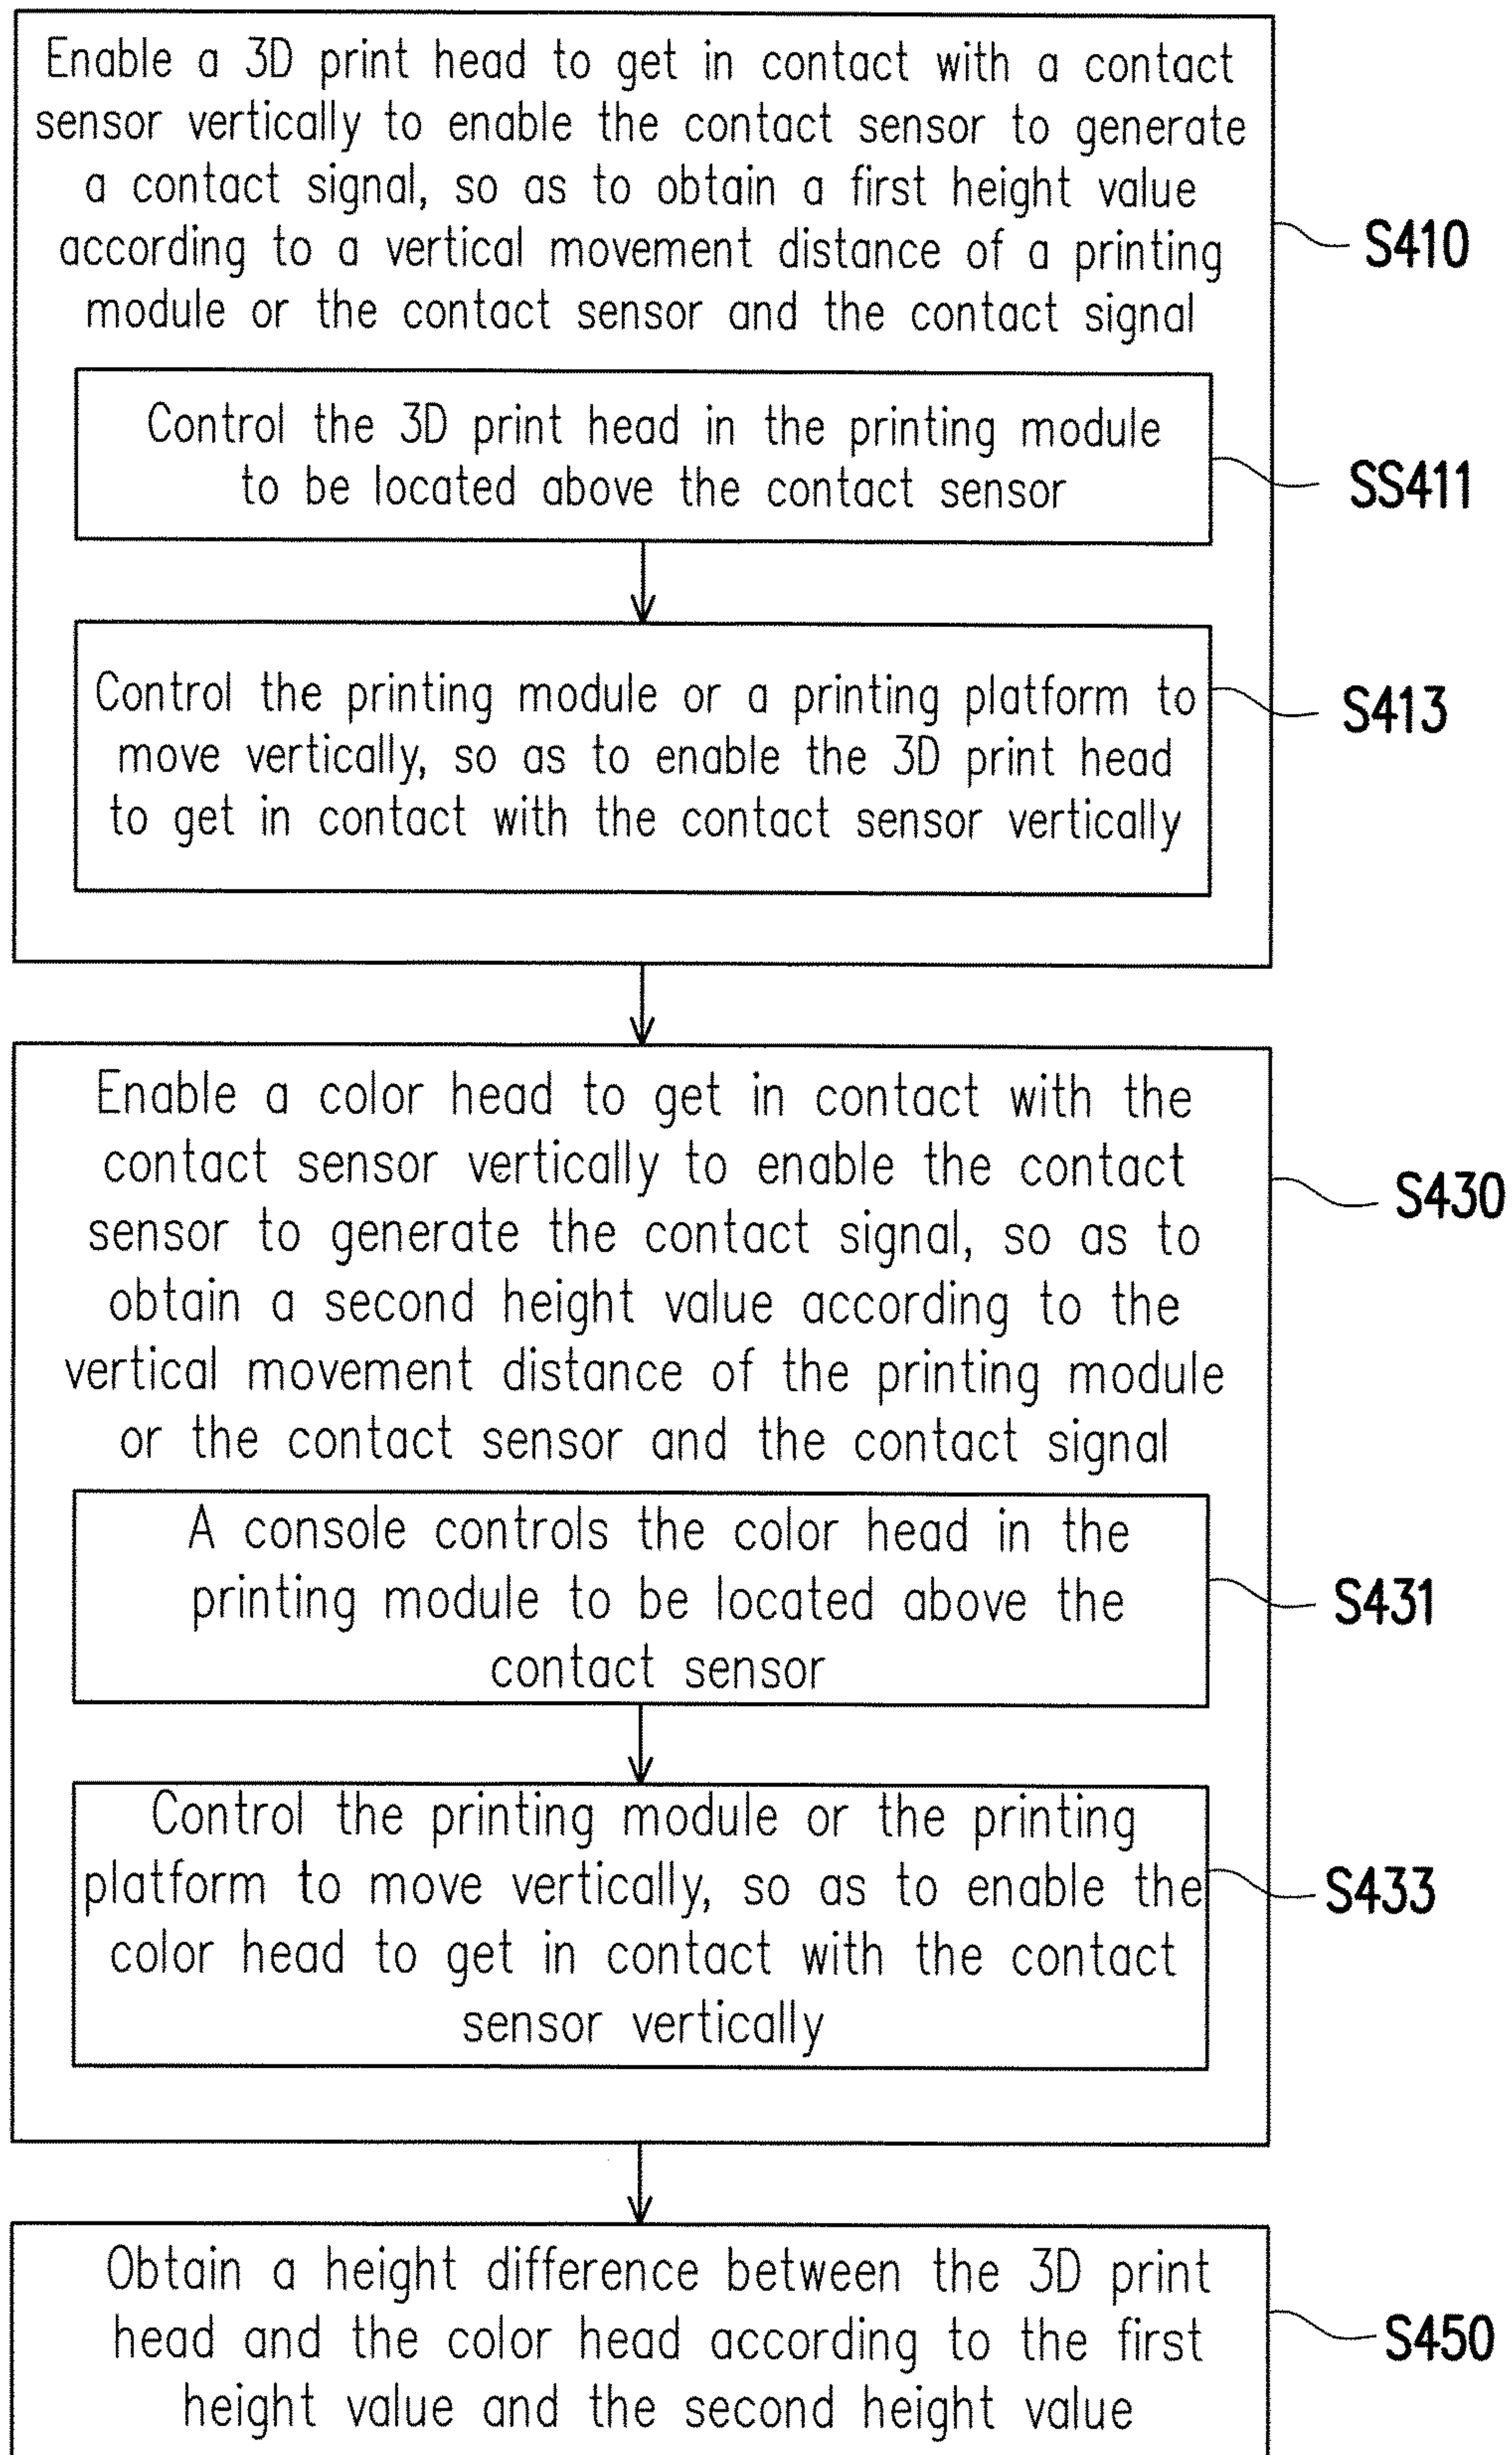 Enable a 3D print head to get in contact with a contact
sensor vertically to enable the contact sensor to generate
a contact signal, so as to obtain a first height value
according to a vertical movement distance of a printing
module or the contact sensor and the contact signal
S410
Control the 3D print head in the printing module
to be located above the contact sensor
SS411
Control the printing module or a printing platform to
move vertically, so as to enable the 3D print head
to get in contact with the contact sensor vertically
S413
Enable a color head to get in contact with the
contact sensor vertically to enable the contact
sensor to generate the contact signal, so as to
obtain a second height value according to the
vertical movement distance of the printing module
or the contact sensor and the contact signal
S430
A console controls the color head in the
printing module to be located above the
contact sensor
S431
Control the printing module or the printing
platform to move vertically, so as to enable the
color head to get in contact with the contact
sensor vertically
S433
Obtain a height difference between the 3D print
head and the color head according to the first
height value and the second height value
S450